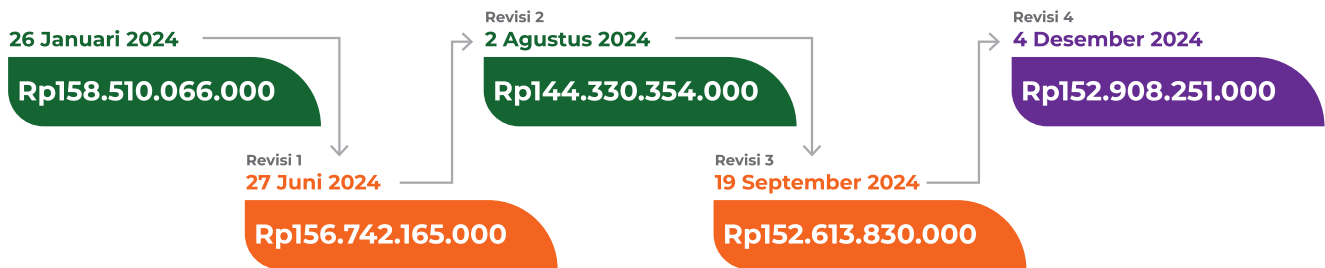 26 Januari 2024
Rp158.510.066.000
Revisi 1
27 Juni 2024
Rp156.742.165.000
Revisi 2
2 Agustus 2024
Rp144.330.354.000
Revisi 3
19 September 2024
Rp152.613.830.000
Revisi 4
4 Desember 2024
Rp152.908.251.000